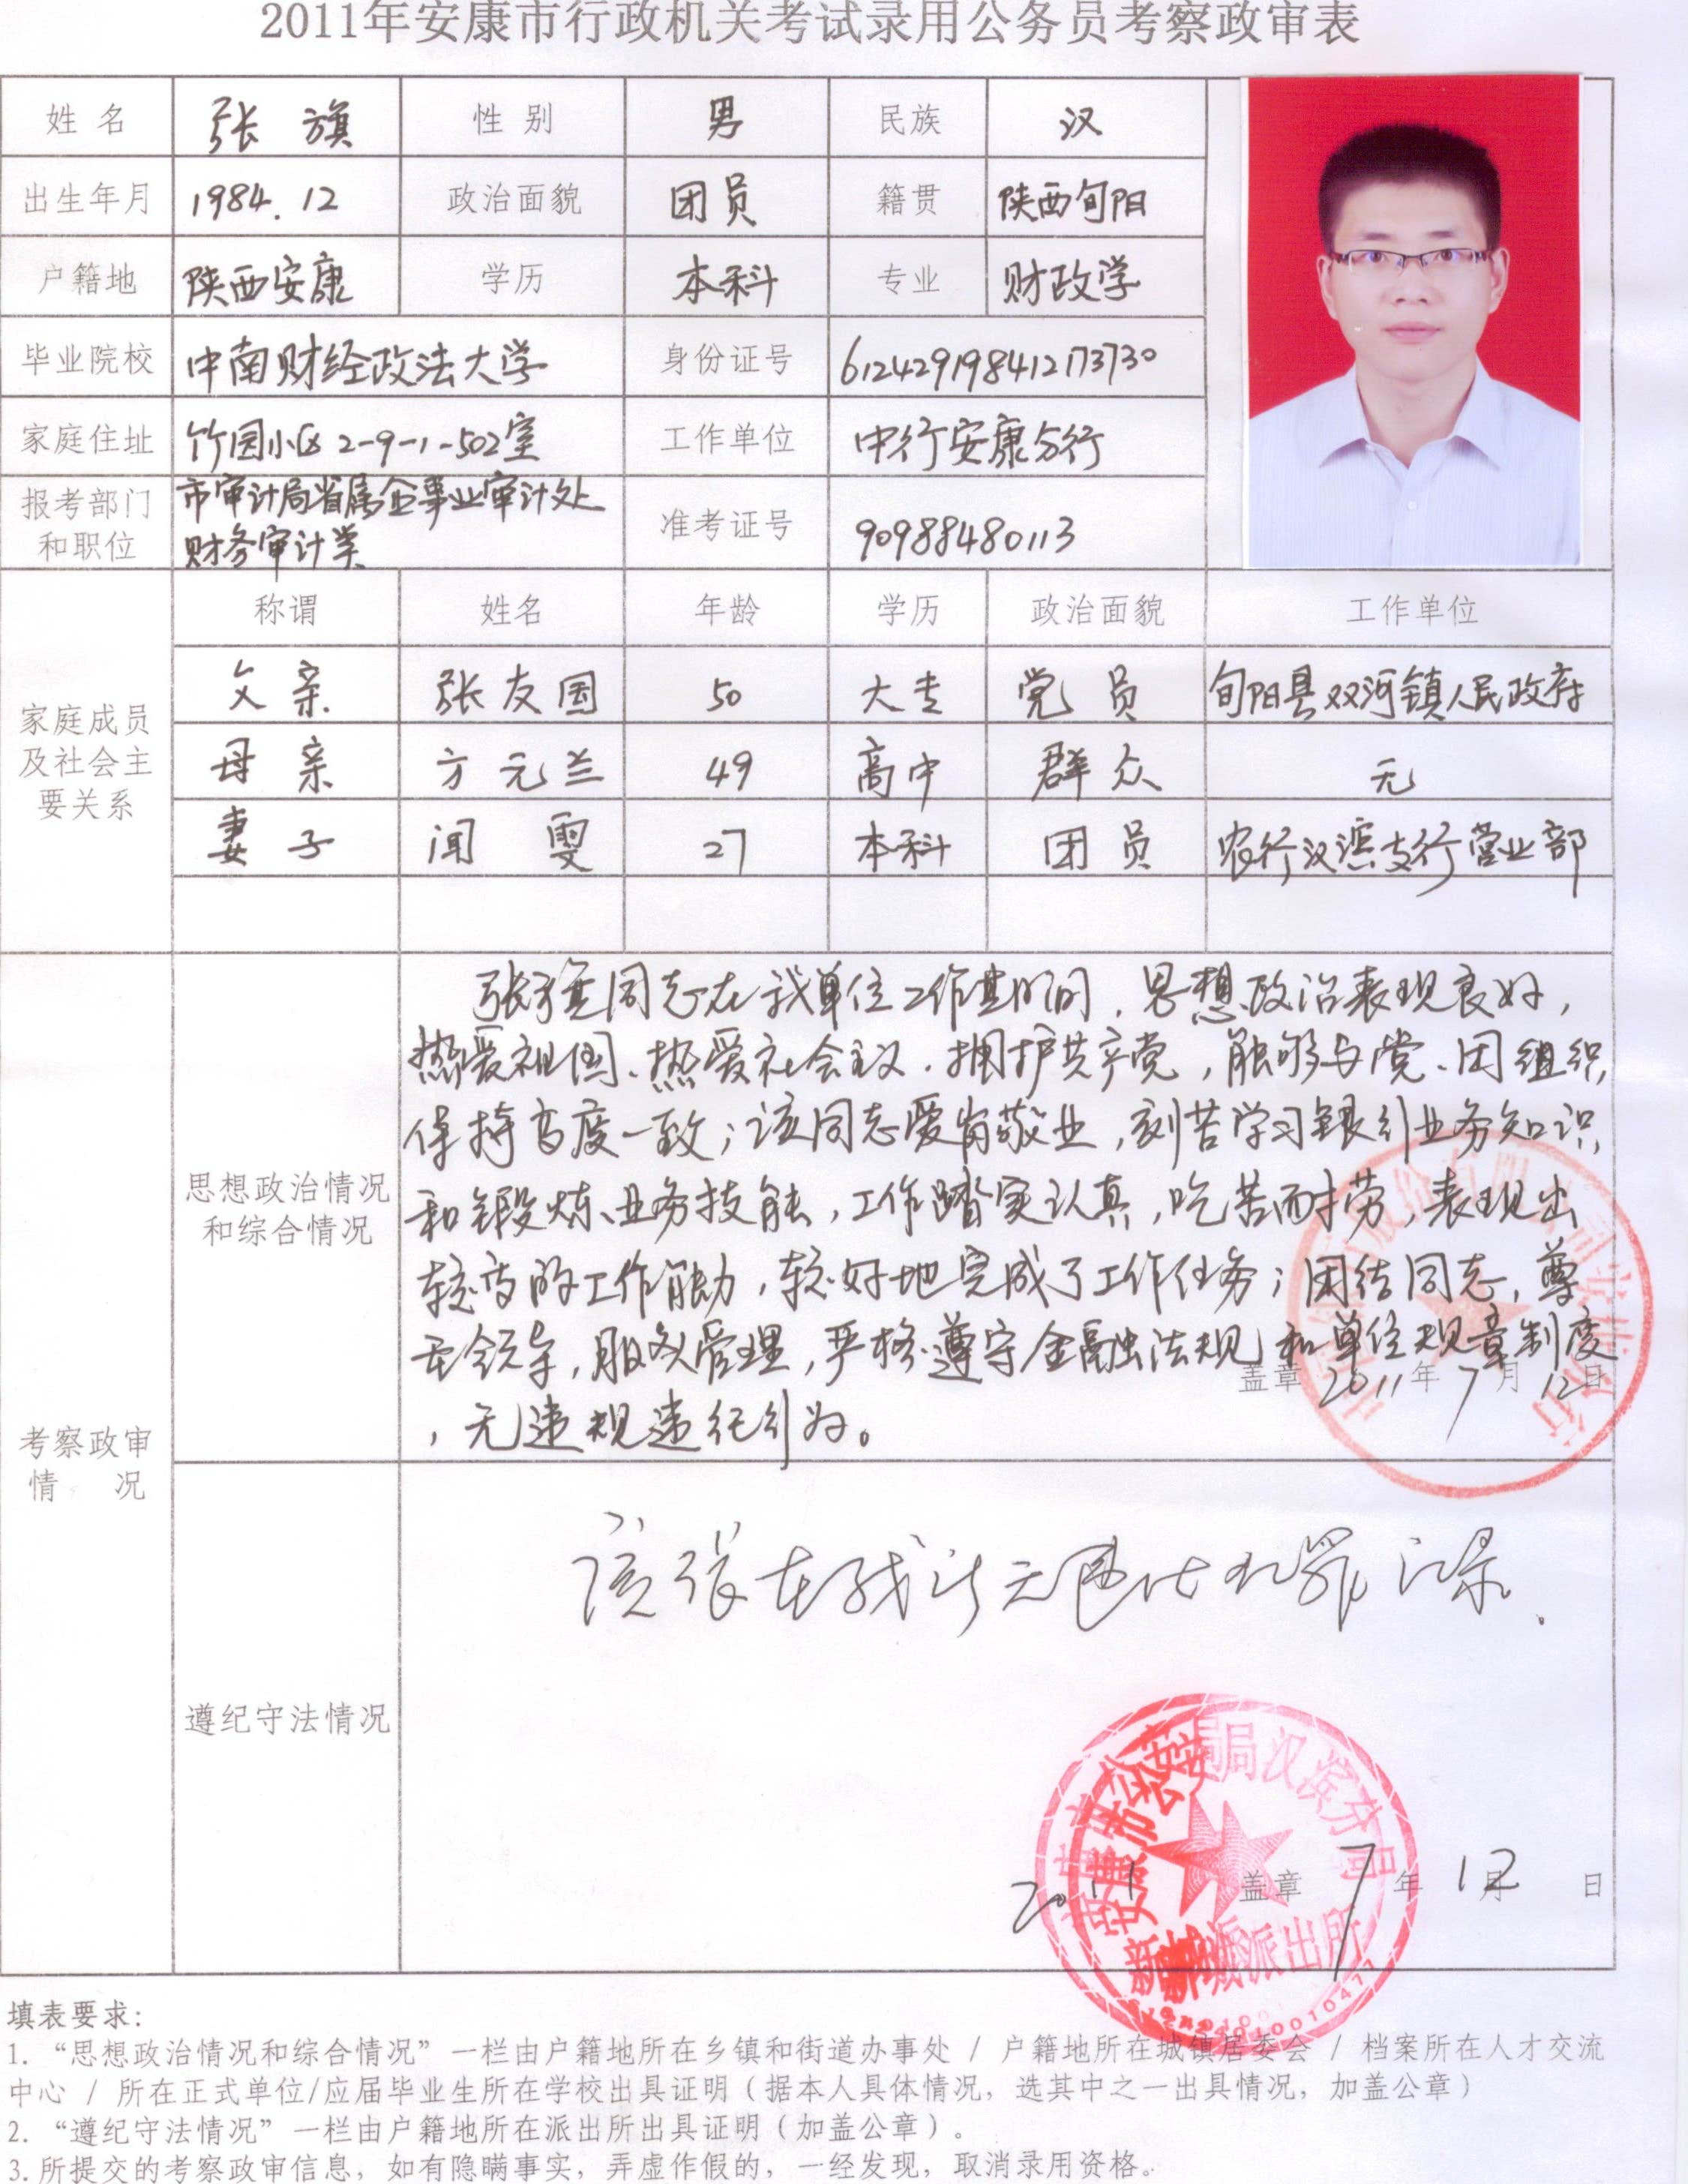 2011年安康市行政机关考试录用公务员考察政审表
姓 名 张 旗 性 别 男 民族 汉
出生年月 1984.12 政治面貌 团员 籍贯 陕西旬阳
户籍地 陕西安康 学历 本科 专业 财政学
毕业院校 中南财经政法大学 身份证号 612429198412173730
家庭住址 竹园小区2-9-1-502室 工作单位 中行安康分行
报考部门和职位 市审计局省属企事业审计处
财务审计类 准考证号 90988480113
家庭成员及社会主要关系 称谓 姓名 年龄 学历 政治面貌 工作单位
父亲 张友国 50 大专 党员 旬阳县双河镇人民政府
母亲 方元兰 49 高中 群众 无
妻子 闻雯 27 本科 团员 农行汉滨支行营业部
考察政审情 况
思想政治情况和综合情况
张旗同志在我单位工作期间,思想政治表现良好,
热爱祖国、热爱社会主义、拥护共产党,能够与党、团组织
保持高度一致;该同志爱岗敬业,刻苦学习银行业务知识
和锻炼业务技能,工作踏实认真,吃苦耐劳,表现出
较高的工作能力,较好地完成了工作任务;团结同志,尊
重领导,服从管理,严格遵守金融法规和单位规章制度
,无违规违纪行为。
盖章 2011年7月12日
遵纪守法情况
该张在我所无违法犯罪记录.
安康市公安局汉滨分局
新城派出所
2011 盖章 7 年 12 月 日
填表要求:
1. “思想政治情况和综合情况”一栏由户籍地所在乡镇和街道办事处 / 户籍地所在城镇居委会 / 档案所在人才交流
中心 / 所在正式单位/应届毕业生所在学校出具证明(据本人具体情况, 选其中之一出具情况, 加盖公章)
2. “遵纪守法情况”一栏由户籍地所在派出所出具证明(加盖公章)。
3. 所提交的考察政审信息, 如有隐瞒事实, 弄虚作假的, 一经发现, 取消录用资格。